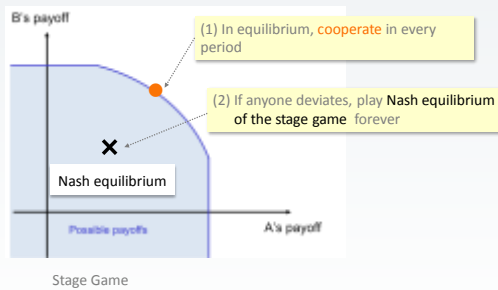 B's payoff
(1) In equilibrium, cooperate in every
period
(2) If anyone deviates, play Nash equilibrium
of the stage game forever
Nash equilibrium
Possible payoffs
A's payoff
Stage Game